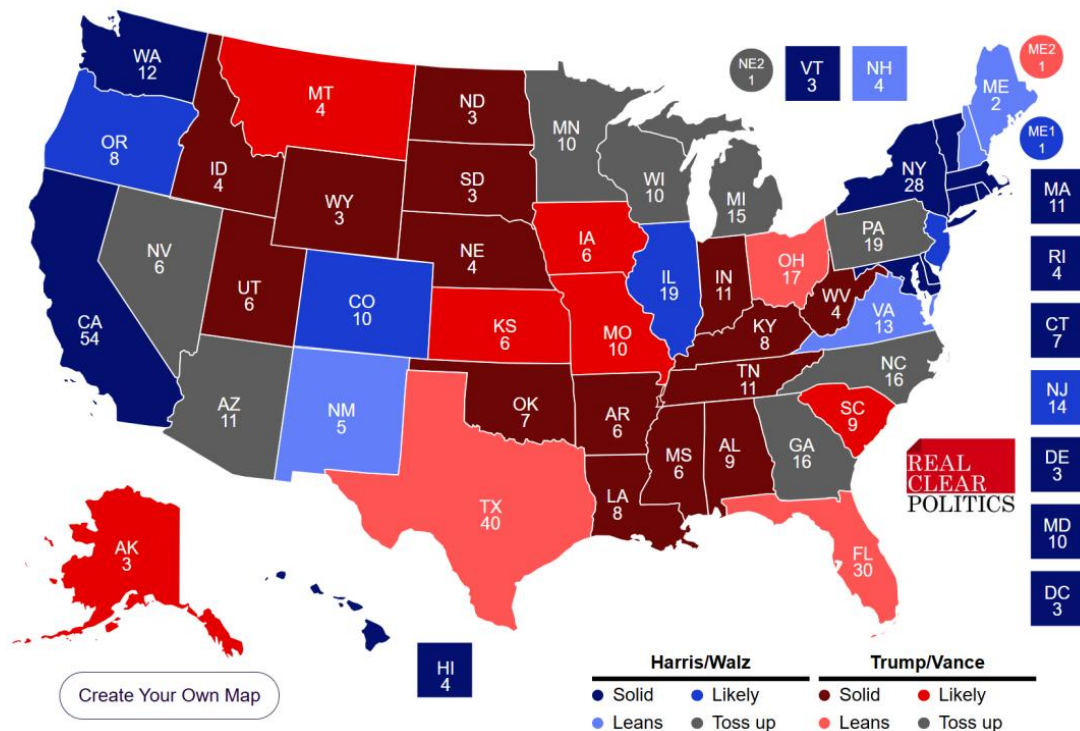 WA
12
OR
8
CA
54
NV
6
ID
4
MT
4
WY
3
UT
6
AZ
11
CO
10
NM
5
ND
3
SD
3
NE
4
KS
6
OK
7
TX
40
MN
10
IA
6
MO
10
AR
6
LA
8
WI
10
IL
19
MI
15
IN
11
OH
17
KY
8
TN
11
MS
6
AL
9
GA
16
FL
30
SC
9
NC
16
VA
13
WV
4
PA
19
NY
28
ME
2
NE2
1
VT
3
NH
4
ME2
1
ME1
1
MA
11
RI
4
CT
7
NJ
14
DE
3
MD
10
DC
3
REAL
CLEAR
POLITICS
AK
3
HI
4
Create Your Own Map
Harris/Walz Trump/Vance
Solid Likely Solid Likely
Leans Toss up Leans Toss up